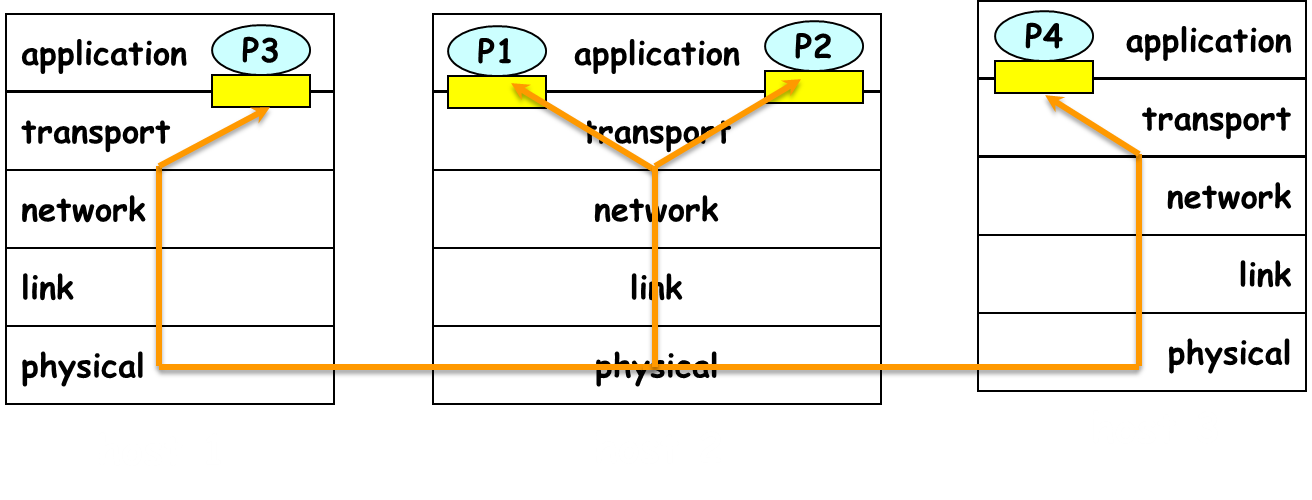 application P3
transport
network
link
physical
P1 application P2
transport
network
link
physical
P4 application
transport
network
link
physical